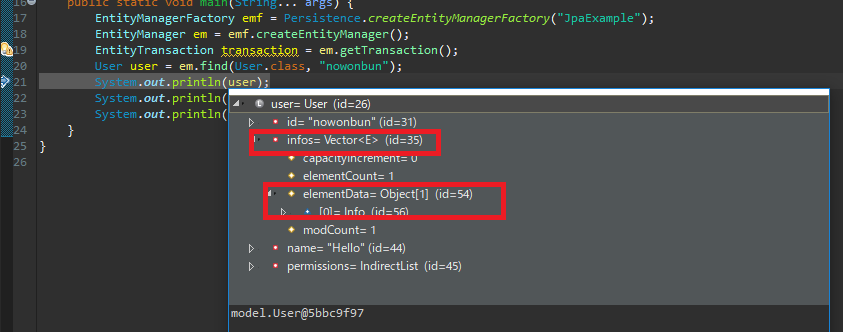 16 public static void main(String... args) {
17 EntityManagerFactory emf = Persistence.createEntityManagerFactory("JpaExample");
18 EntityManager em = emf.createEntityManager();
19 EntityTransaction transaction = em.getTransaction();
20 User user = em.find(User.class, "nowonbun");
21 System.out.println(user);
22 System.out.println(
23 System.out.println(
24 }
25 }
26
user= User (id=26)
id= "nowonbun" (id=31)
infos= Vector<E> (id=35)
capacityIncrement= 0
elementCount= 1
elementData= Object[1] (id=54)
[0]= Info (id=56)
modCount= 1
name= "Hello" (id=44)
permissions= IndirectList (id=45)
model.User@5bbc9f97